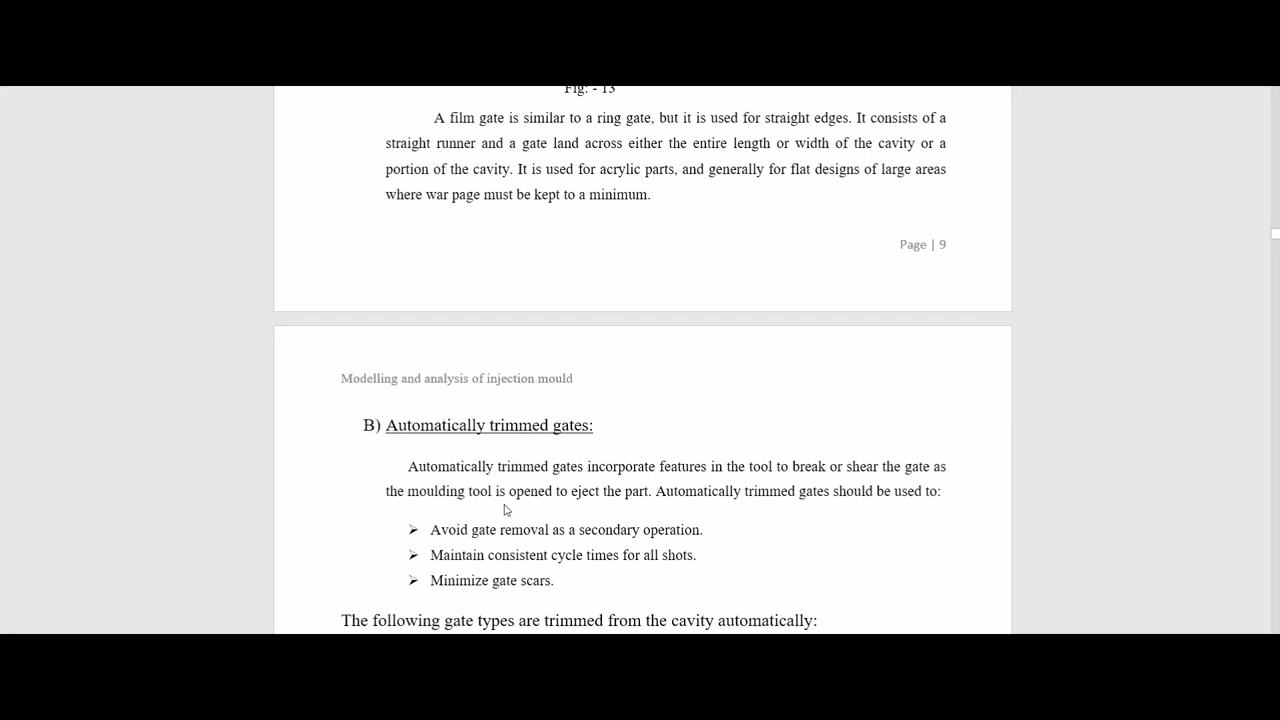 Fig: - 13
A film gate is similar to a ring gate, but it is used for straight edges. It consists of a
straight runner and a gate land across either the entire length or width of the cavity or a
portion of the cavity. It is used for acrylic parts, and generally for flat designs of large areas
where war page must be kept to a minimum.
Page | 9
Modelling and analysis of injection mould
B) Automatically trimmed gates:
Automatically trimmed gates incorporate features in the tool to break or shear the gate as
the moulding tool is opened to eject the part. Automatically trimmed gates should be used to:
➢ Avoid gate removal as a secondary operation.
➢ Maintain consistent cycle times for all shots.
➢ Minimize gate scars.
The following gate types are trimmed from the cavity automatically: